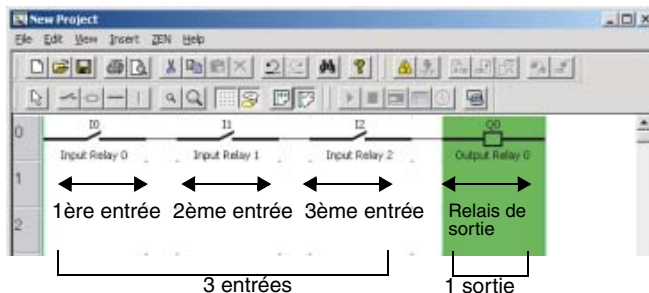 New Project
File Edit View Insert ZEN Help
0
I0 I1 I2 Q0
Input Relay 0 Input Relay 1 Input Relay 2 Output Relay 0
1
1ère entrée 2ème entrée 3ème entrée Relais de sortie
2
3 entrées 1 sortie